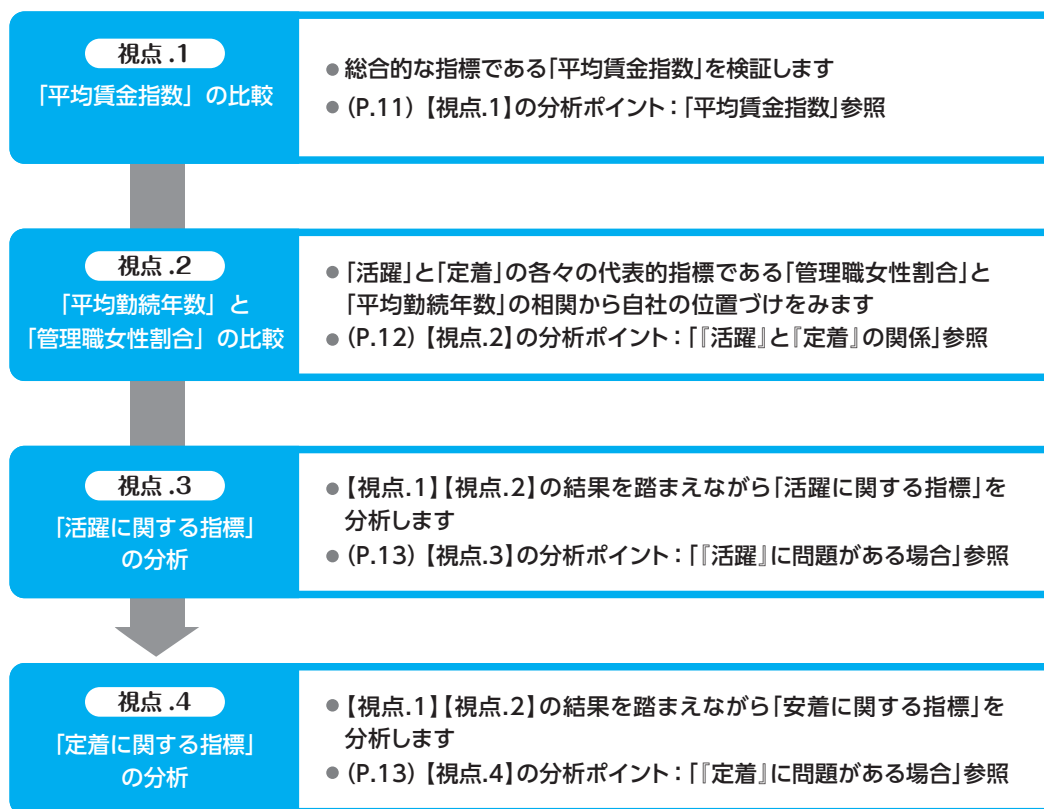 視点.1
「平均賃金指数」の比較
● 総合的な指標である「平均賃金指数」を検証します
● (P.11)【視点.1】の分析ポイント：「平均賃金指数」参照
視点.2
「平均勤続年数」と
「管理職女性割合」の比較
● 「活躍」と「定着」の各々の代表的指標である「管理職女性割合」と
「平均勤続年数」の相関から自社の位置づけをみます
● (P.12)【視点.2】の分析ポイント：「『活躍』と『定着』の関係」参照
視点.3
「活躍に関する指標」
の分析
● 【視点.1】【視点.2】の結果を踏まえながら「活躍に関する指標」を
分析します
● (P.13)【視点.3】の分析ポイント：「『活躍』に問題がある場合」参照
視点.4
「定着に関する指標」
の分析
● 【視点.1】【視点.2】の結果を踏まえながら「安着に関する指標」を
分析します
● (P.13)【視点.4】の分析ポイント：「『定着』に問題がある場合」参照